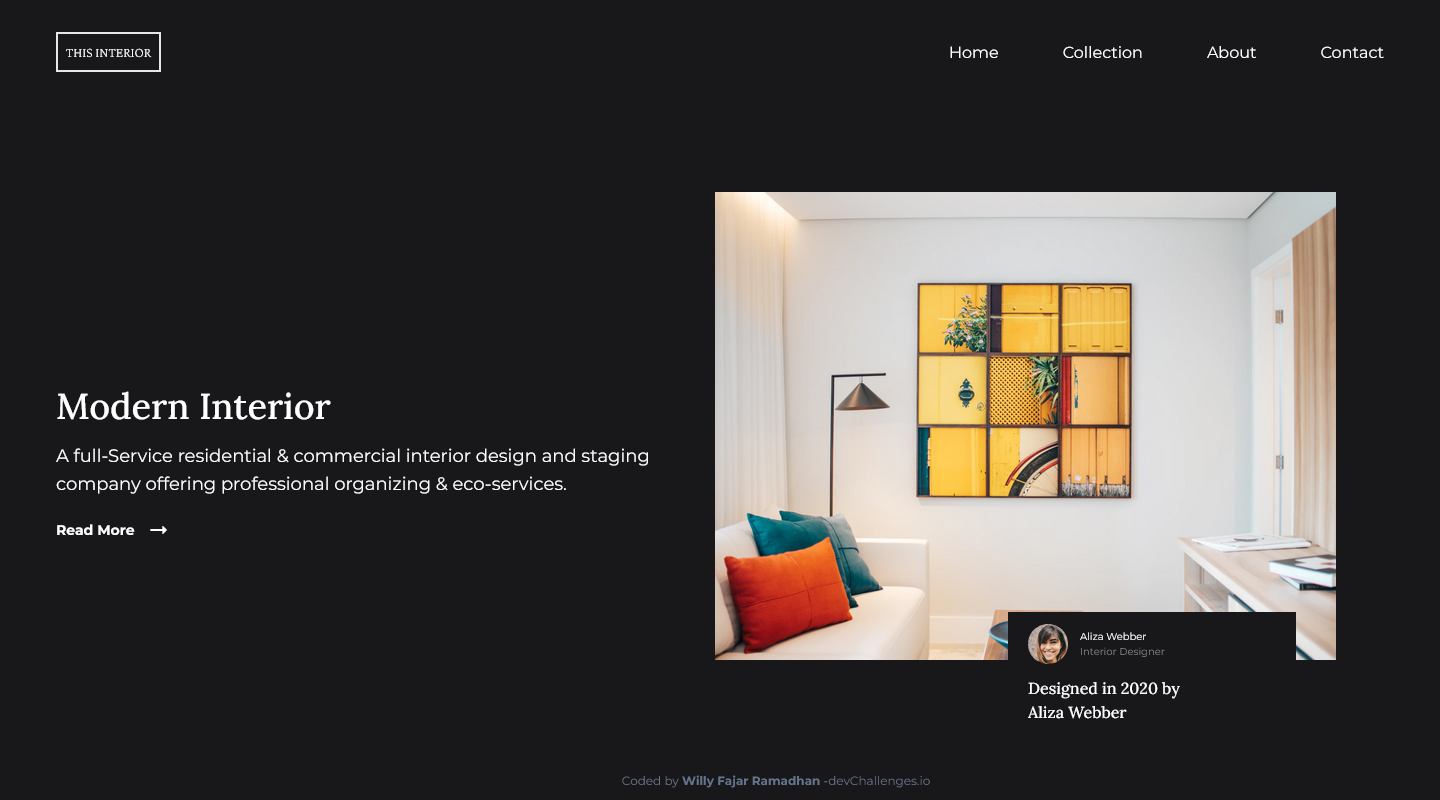 THIS INTERIOR
Home Collection About Contact
Modern Interior
A full-Service residential & commercial interior design and staging
company offering professional organizing & eco-services.
Read More
Aliza Webber
Interior Designer
Designed in 2020 by
Aliza Webber
Coded by Willy Fajar Ramadhan -devChallenges.io